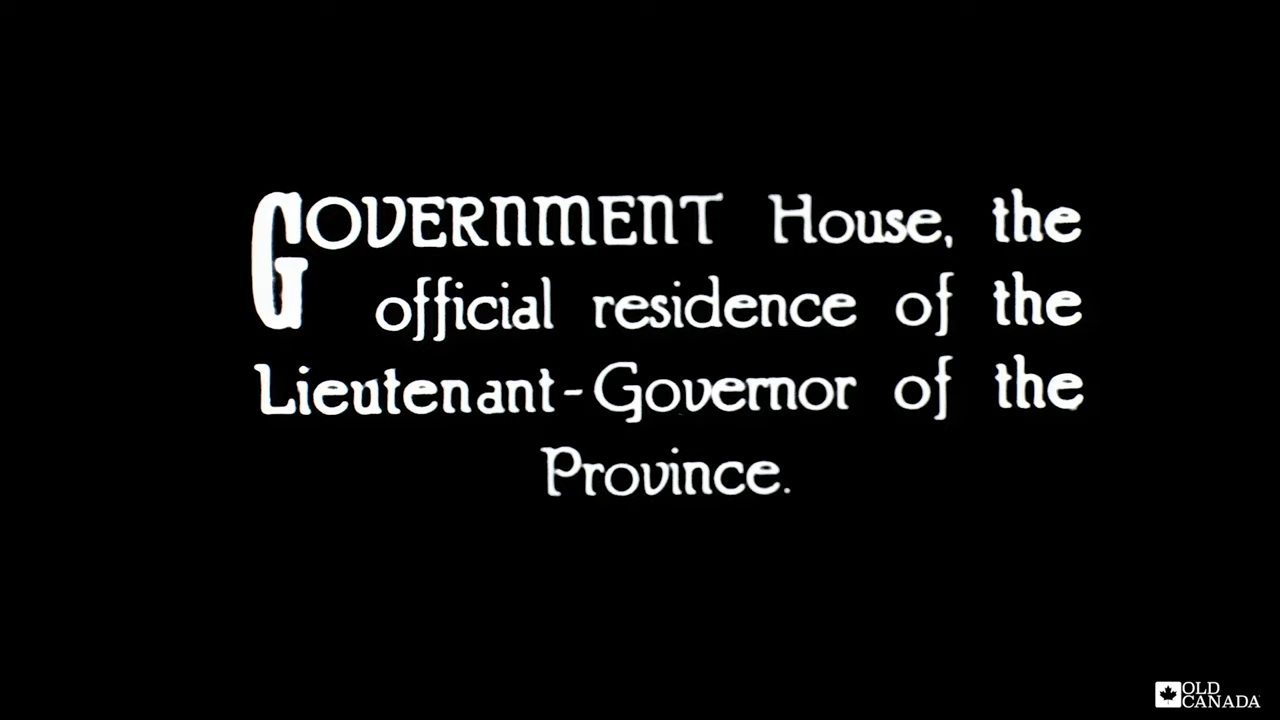 GOVERNMENT House, the
official residence of the
Lieutenant-Governor of the
Province.
OLD
CANADA